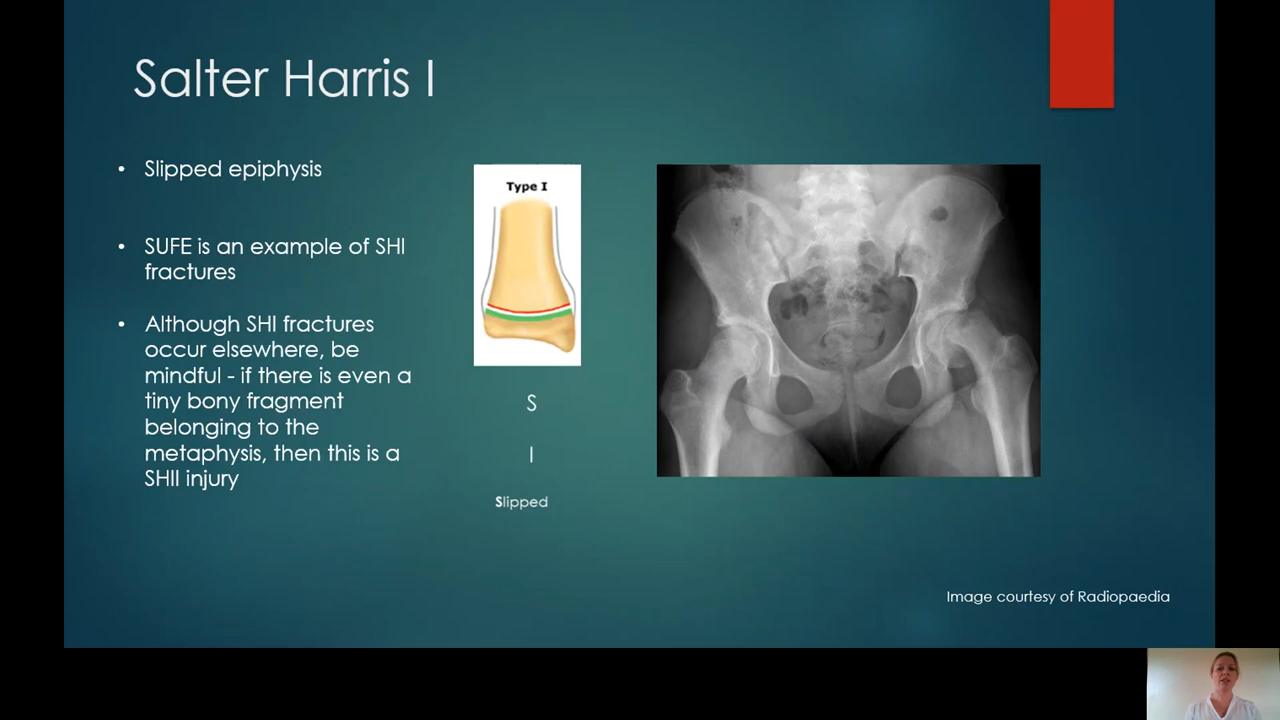 Salter Harris I
• Slipped epiphysis
• SUFE is an example of SHI
fractures
• Although SHI fractures
occur elsewhere, be
mindful - if there is even a
tiny bony fragment
belonging to the
metaphysis, then this is a
SHII injury
Type I
S
I
Slipped
Image courtesy of Radiopaedia